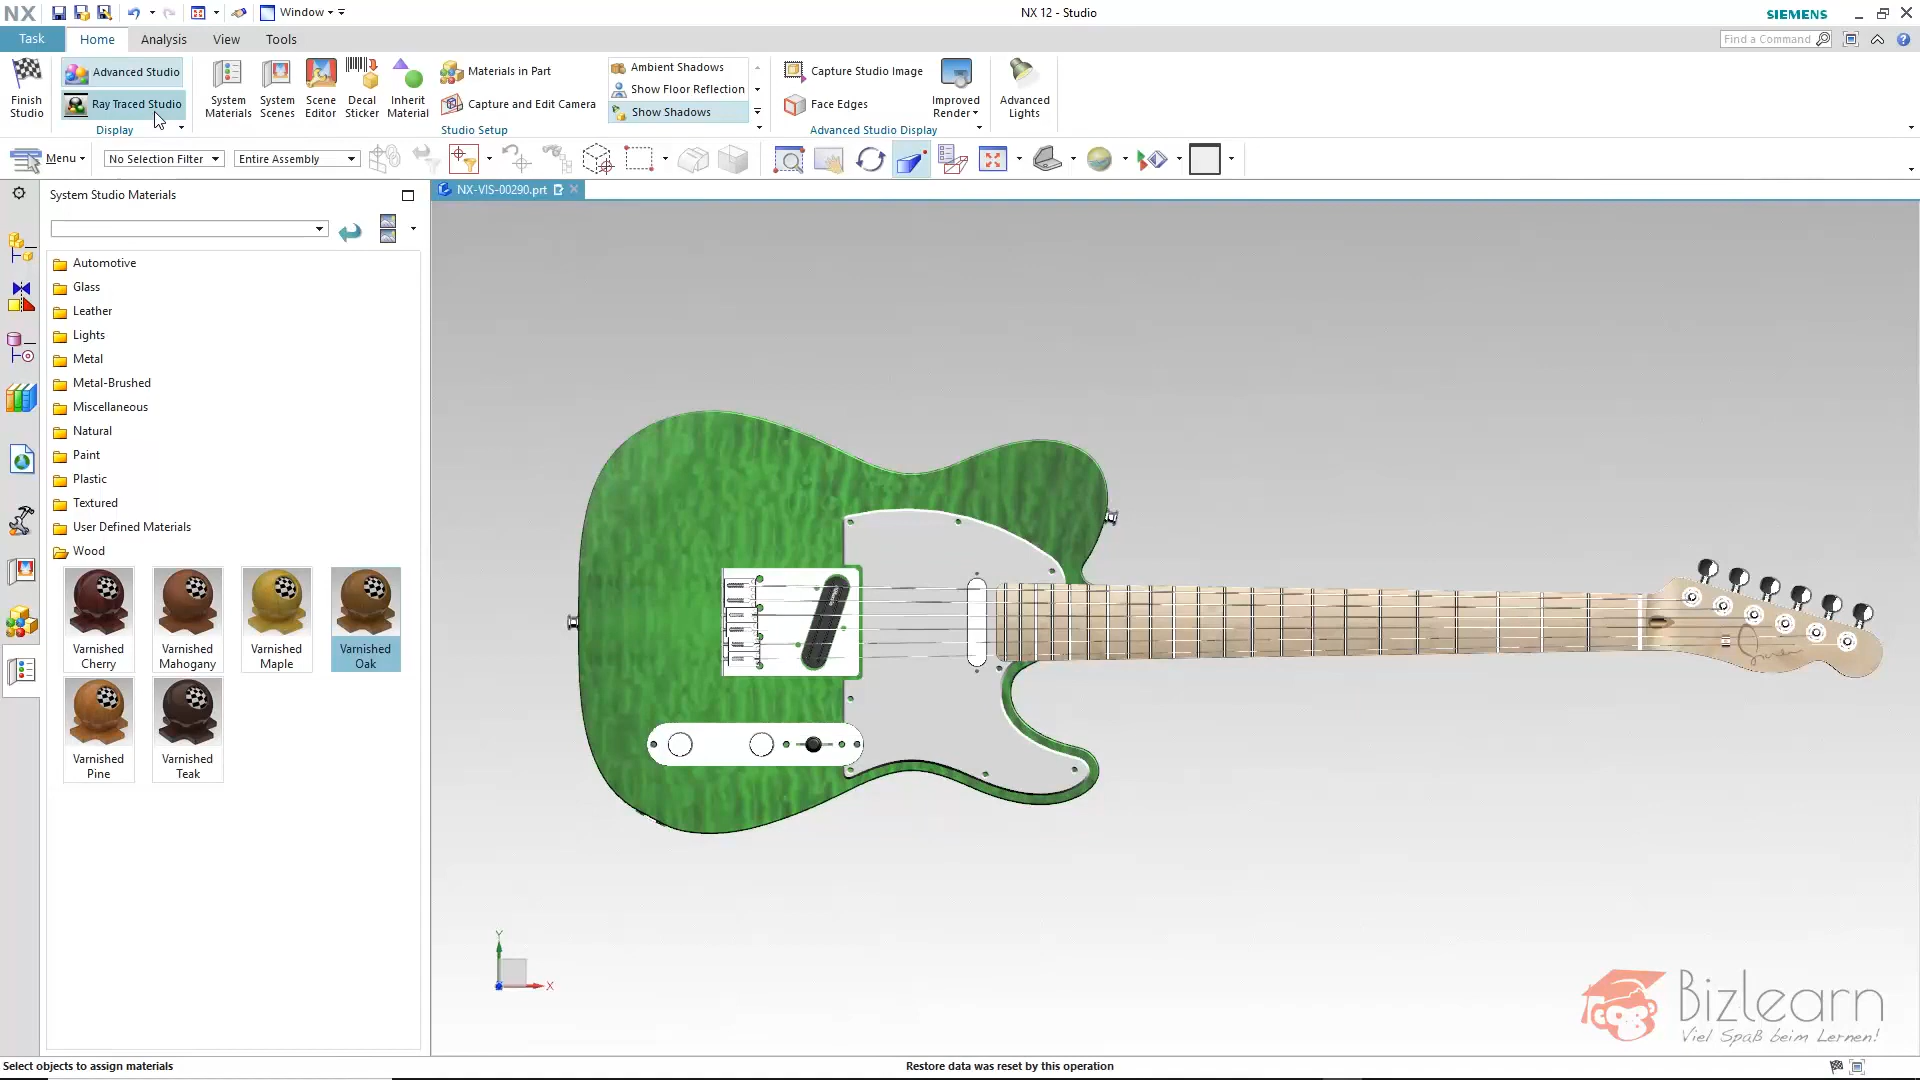 NX
Window
NX 12 - Studio
SIEMENS
Task
Home
Analysis
View
Tools
Find a Command
Finish Studio
Advanced Studio
Ray Traced Studio
Display
System Materials
System Scenes
Scene Editor
Decal Sticker
Inherit Material
Materials in Part
Capture and Edit Camera
Studio Setup
Ambient Shadows
Show Floor Reflection
Show Shadows
Capture Studio Image
Face Edges
Improved Render
Advanced Lights
Advanced Studio Display
Menu
No Selection Filter
Entire Assembly
System Studio Materials
NX-VIS-00290.prt
Automotive
Glass
Leather
Lights
Metal
Metal-Brushed
Miscellaneous
Natural
Paint
Plastic
Textured
User Defined Materials
Wood
Varnished Cherry
Varnished Mahogany
Varnished Maple
Varnished Oak
Varnished Pine
Varnished Teak
Y
X
Bizlearn
Viel Spaß beim Lernen!
Select objects to assign materials
Restore data was reset by this operation